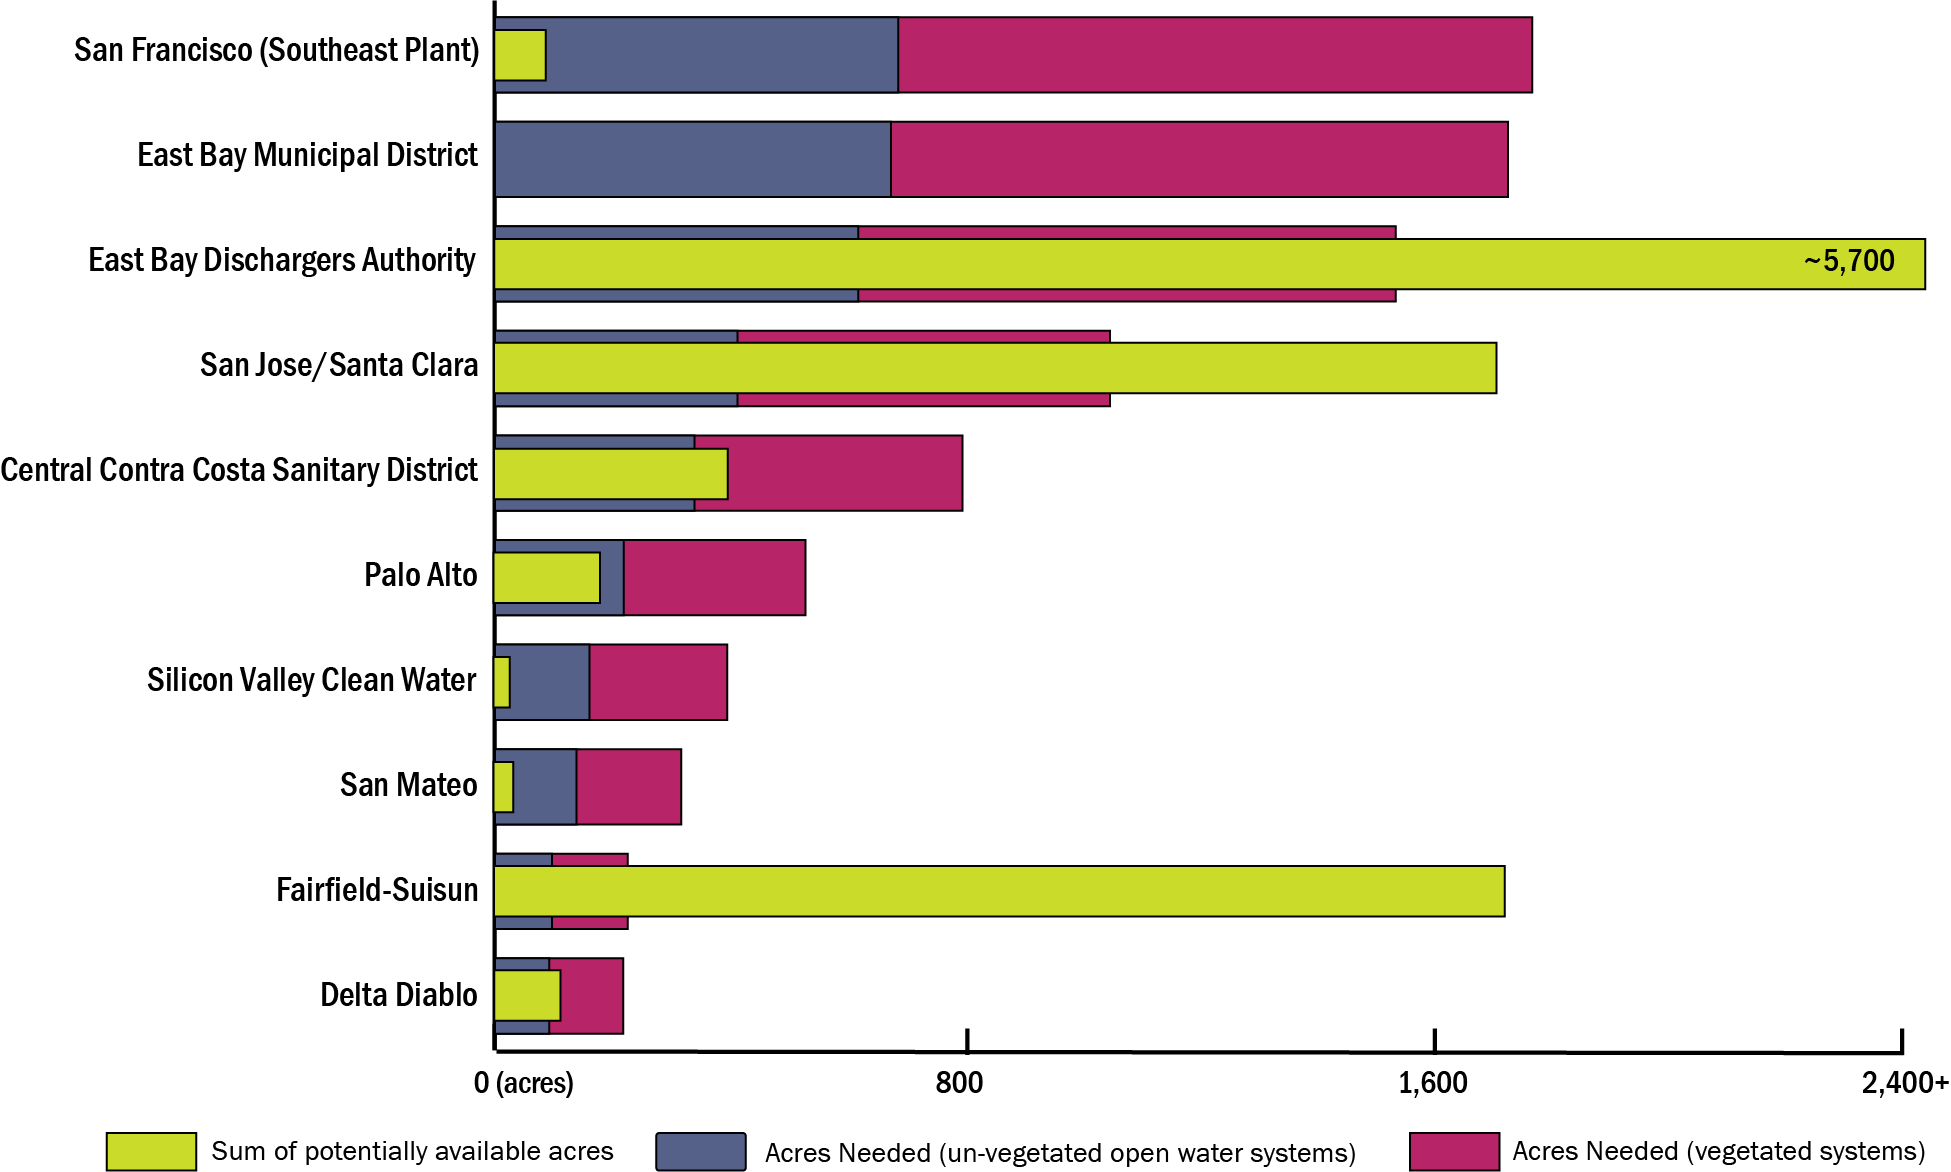 San Francisco (Southeast Plant)
East Bay Municipal District
East Bay Dischargers Authority
~5,700
San Jose/Santa Clara
Central Contra Costa Sanitary District
Palo Alto
Silicon Valley Clean Water
San Mateo
Fairfield-Suisun
Delta Diablo
0 (acres) 800 1,600 2,400+
Sum of potentially available acres Acres Needed (un-vegetated open water systems) Acres Needed (vegetated systems)